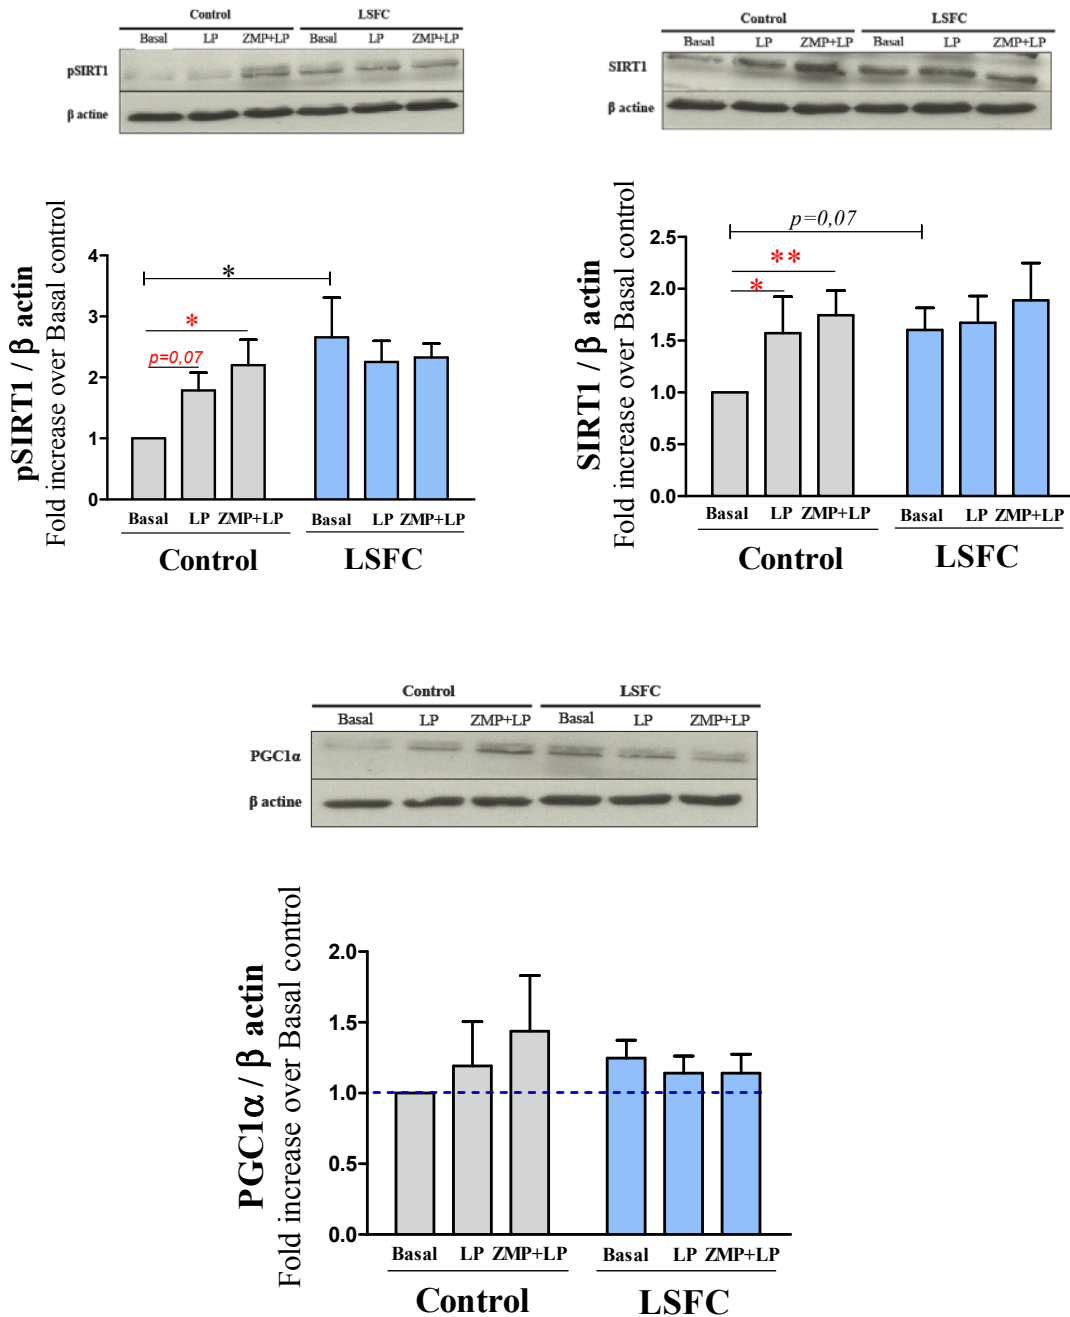 Control LSFC
Basal LP ZMP+LP Basal LP ZMP+LP
pSIRT1
β actine
pSIRT1 / β actin
Fold increase over Basal control
4
3
2
1
0
*
*
p=0,07
Basal LP ZMP+LP Basal LP ZMP+LP
Control LSFC
Control LSFC
Basal LP ZMP+LP Basal LP ZMP+LP
SIRT1
β actine
SIRT1 / β actin
Fold increase over Basal control
2.5
2.0
1.5
1.0
0.5
0.0
p=0,07
**
*
Basal LP ZMP+LP Basal LP ZMP+LP
Control LSFC
Control LSFC
Basal LP ZMP+LP Basal LP ZMP+LP
PGC1α
β actine
PGC1α / β actin
Fold increase over Basal control
2.0
1.5
1.0
0.5
0.0
Basal LP ZMP+LP Basal LP ZMP+LP
Control LSFC